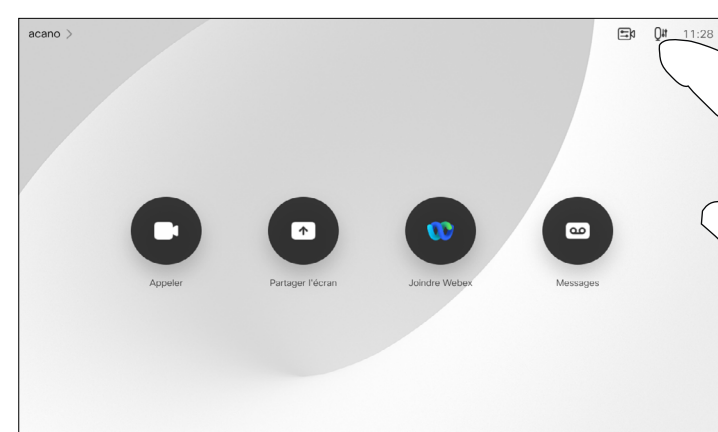 acano >
11:28
Appeler
Partager l'écran
Joindre Webex
Messages